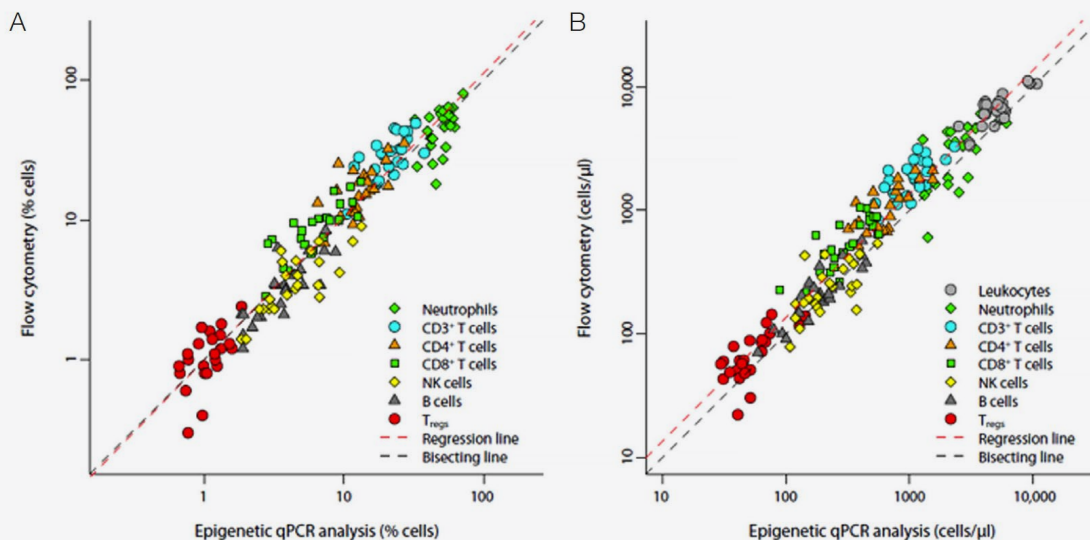 A
Flow cytometry (% cells)
100
10
1
1
10
100
Epigenetic qPCR analysis (% cells)
Neutrophils
CD3⁺ T cells
CD4⁺ T cells
CD8⁺ T cells
NK cells
B cells
Tregs
Regression line
Bisecting line
B
Flow cytometry (cells/µl)
10,000
1000
100
10
10
100
1000
10,000
Epigenetic qPCR analysis (cells/µl)
Leukocytes
Neutrophils
CD3⁺ T cells
CD4⁺ T cells
CD8⁺ T cells
NK cells
B cells
Tregs
Regression line
Bisecting line